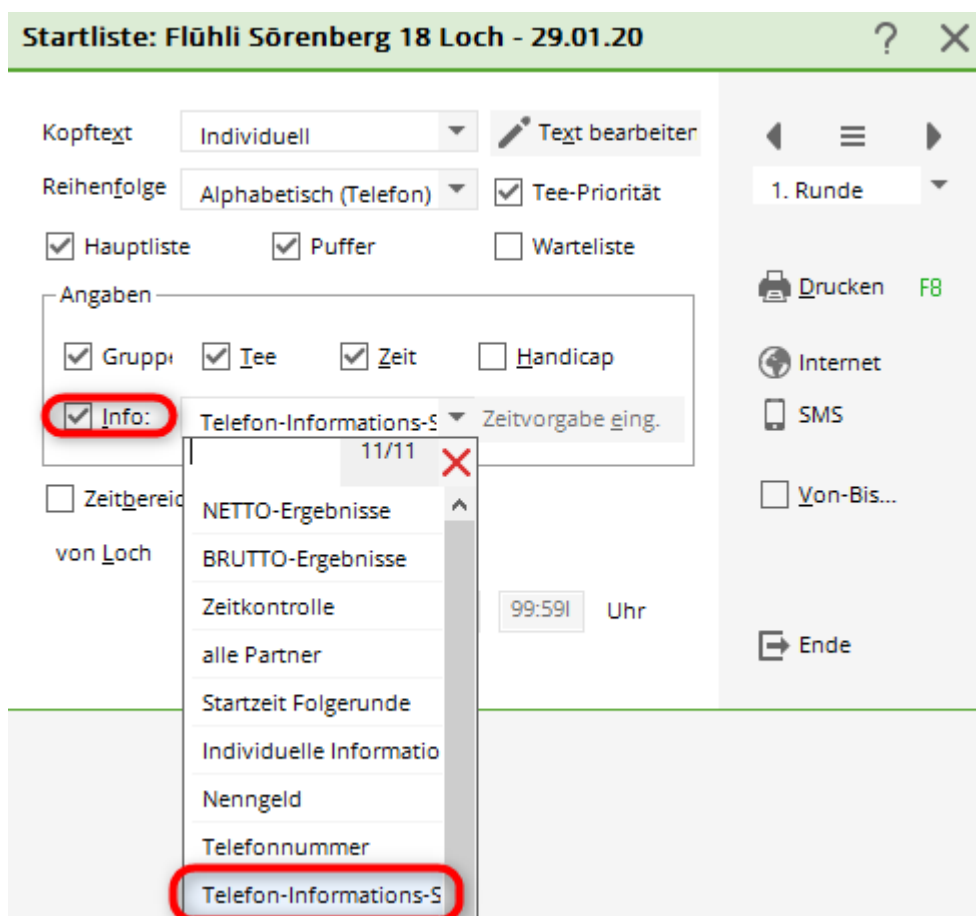 Startliste: Flühli Sörenberg 18 Loch - 29.01.20 ?
Kopftext Individuell Text bearbeiter
Reihenfolge Alphabetisch (Telefon) Tee-Priorität 1. Runde
Hauptliste Puffer Warteliste
Angaben
Drucken F8
Gruppe Tee Zeit Handicap
Internet
Info: Telefon-Informations-S Zeitvorgabe eing.
SMS
11/11
Zeitbereic
Von-Bis...
NETTO-Ergebnisse
von Loch
BRUTTO-Ergebnisse
Zeitkontrolle
99:59 Uhr
alle Partner
Ende
Startzeit Folgerunde
Individuelle Informatio
Nenngeld
Telefonnummer
Telefon-Informations-S